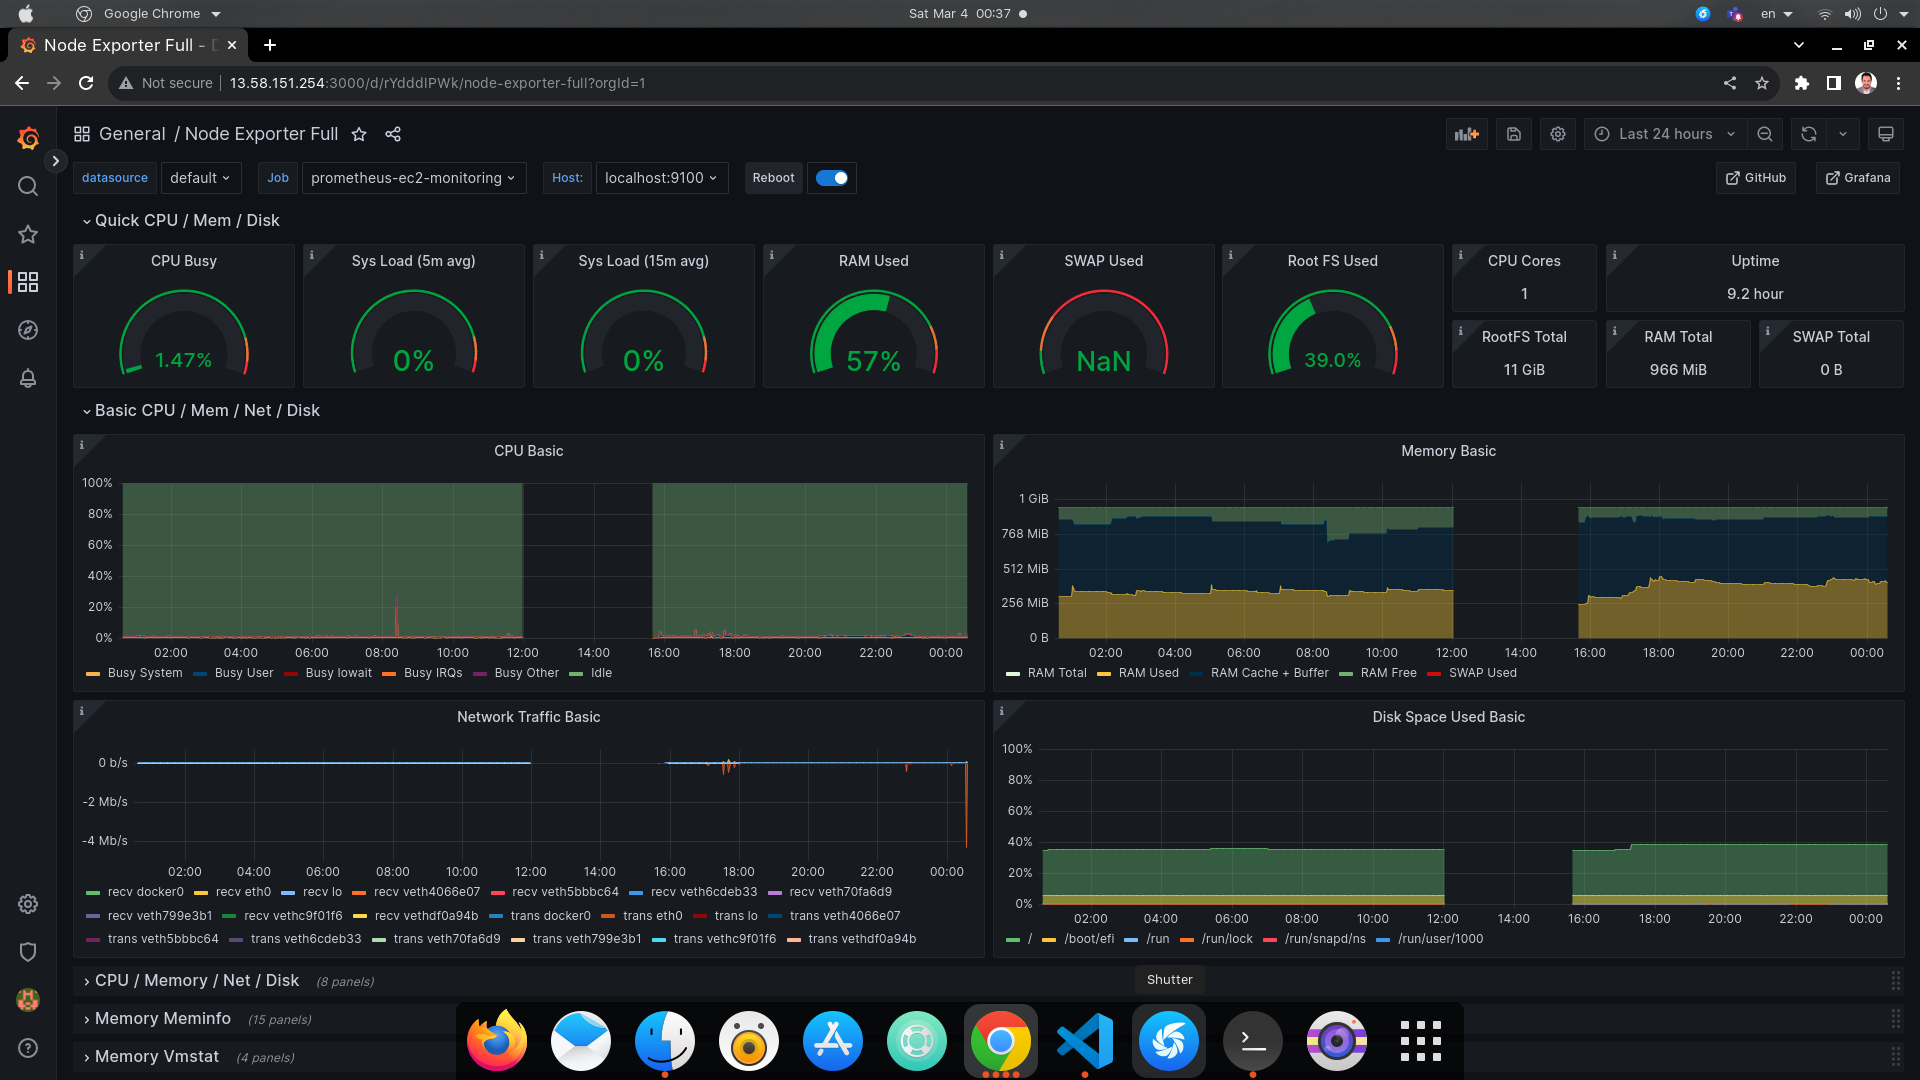 Google Chrome
Sat Mar 4 00:37
en
Node Exporter Full - D
Not secure 13.58.151.254:3000/d/rYdddlPWk/node-exporter-full?orgId=1
General / Node Exporter Full
Last 24 hours
datasource default Job prometheus-ec2-monitoring Host: localhost:9100 Reboot
GitHub Grafana
Quick CPU / Mem / Disk
CPU Busy
1.47%
Sys Load (5m avg)
0%
Sys Load (15m avg)
0%
RAM Used
57%
SWAP Used
NaN
Root FS Used
39.0%
CPU Cores
1
Uptime
9.2 hour
RootFS Total
11 GiB
RAM Total
966 MiB
SWAP Total
0 B
Basic CPU / Mem / Net / Disk
CPU Basic
100%
80%
60%
40%
20%
0%
02:00 04:00 06:00 08:00 10:00 12:00 14:00 16:00 18:00 20:00 22:00 00:00
Busy System Busy User Busy Iowait Busy IRQs Busy Other Idle
Memory Basic
1 GiB
768 MiB
512 MiB
256 MiB
0 B
02:00 04:00 06:00 08:00 10:00 12:00 14:00 16:00 18:00 20:00 22:00 00:00
RAM Total RAM Used RAM Cache + Buffer RAM Free SWAP Used
Network Traffic Basic
0 b/s
-2 Mb/s
-4 Mb/s
02:00 04:00 06:00 08:00 10:00 12:00 14:00 16:00 18:00 20:00 22:00 00:00
recv docker0 recv eth0 recv lo recv veth4066e07 recv veth5bbbc64 recv veth6cdeb33 recv veth70fa6d9
recv veth799e3b1 recv vethc9f01f6 recv vethdf0a94b trans docker0 trans eth0 trans lo trans veth4066e07
trans veth5bbbc64 trans veth6cdeb33 trans veth70fa6d9 trans veth799e3b1 trans vethc9f01f6 trans vethdf0a94b
Disk Space Used Basic
100%
80%
60%
40%
20%
0%
02:00 04:00 06:00 08:00 10:00 12:00 14:00 16:00 18:00 20:00 22:00 00:00
/ /boot/efi /run /run/lock /run/snapd/ns /run/user/1000
CPU / Memory / Net / Disk (8 panels)
Shutter
Memory Meminfo (15 panels)
Memory Vmstat (4 panels)